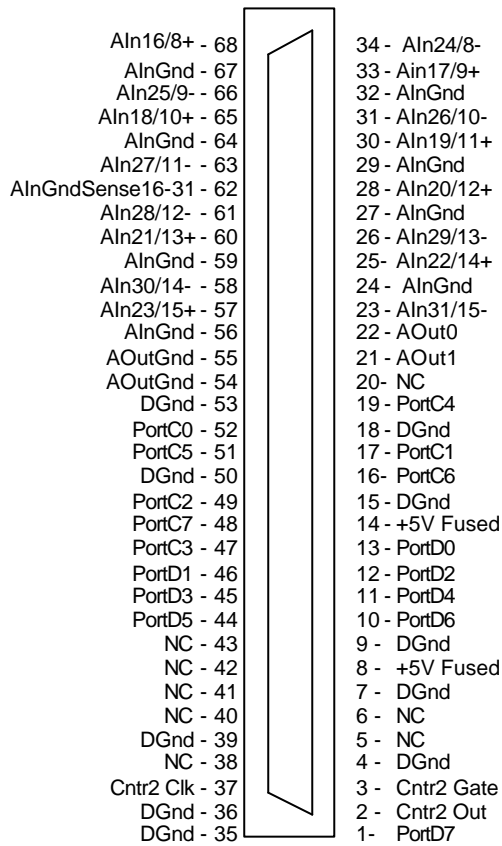 AIn16/8+ - 68 34 - AIn24/8-
AInGnd - 67 33 - Ain17/9+
AIn25/9- - 66 32 - AInGnd
AIn18/10+ - 65 31 - AIn26/10-
AInGnd - 64 30 - AIn19/11+
AIn27/11- - 63 29 - AInGnd
AInGndSense16-31 - 62 28 - AIn20/12+
AIn28/12- - 61 27 - AInGnd
AIn21/13+ - 60 26 - AIn29/13-
AInGnd - 59 25- AIn22/14+
AIn30/14- - 58 24 - AInGnd
AIn23/15+ - 57 23 - AIn31/15-
AInGnd - 56 22 - AOut0
AOutGnd - 55 21 - AOut1
AOutGnd - 54 20- NC
DGnd - 53 19 - PortC4
PortC0 - 52 18 - DGnd
PortC5 - 51 17 - PortC1
DGnd - 50 16- PortC6
PortC2 - 49 15 - DGnd
PortC7 - 48 14 - +5V Fused
PortC3 - 47 13 - PortD0
PortD1 - 46 12 - PortD2
PortD3 - 45 11 - PortD4
PortD5 - 44 10 - PortD6
NC - 43 9 - DGnd
NC - 42 8 - +5V Fused
NC - 41 7 - DGnd
NC - 40 6 - NC
DGnd - 39 5 - NC
NC - 38 4 - DGnd
Cntr2 Clk - 37 3 - Cntr2 Gate
DGnd - 36 2 - Cntr2 Out
DGnd - 35 1- PortD7